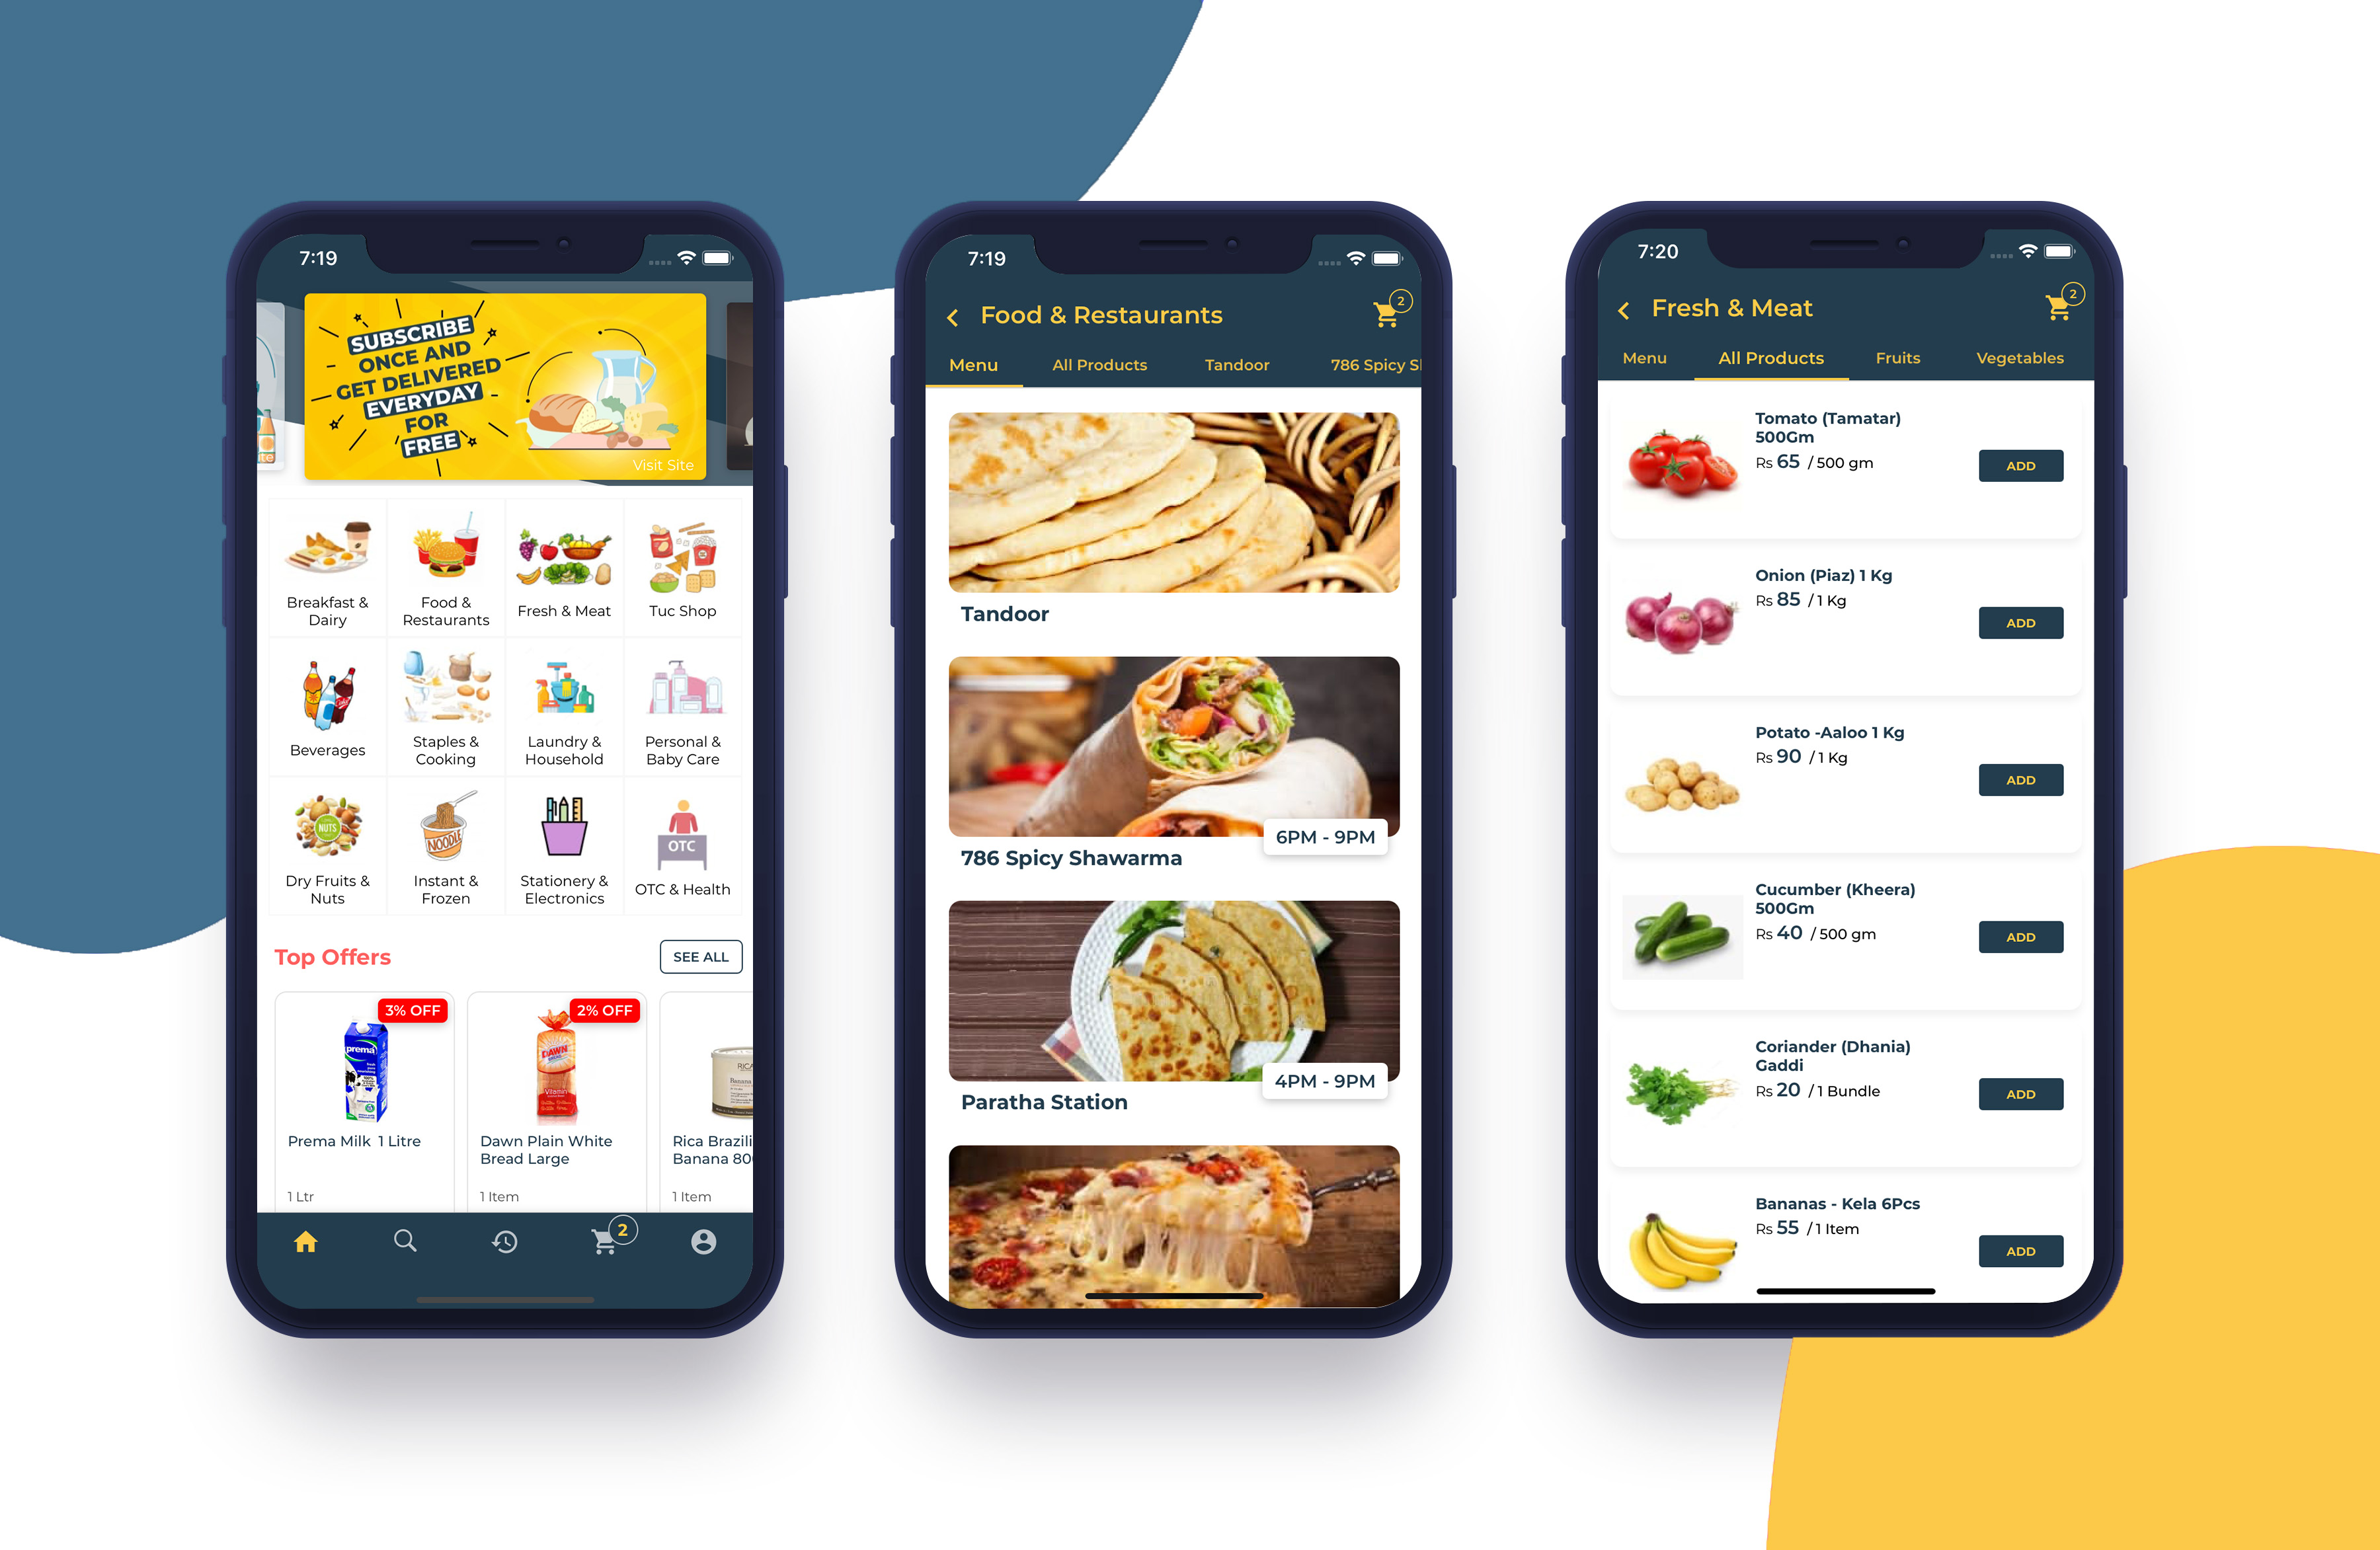 7:19
SUBSCRIBE
ONCE AND
GET DELIVERED
EVERYDAY
FOR
FREE
Visit Site
Breakfast &
Dairy
Food &
Restaurants
Fresh & Meat
Tuc Shop
Beverages
Staples &
Cooking
Laundry &
Household
Personal &
Baby Care
NUTS
NOODLE
OTC
Dry Fruits &
Nuts
Instant &
Frozen
Stationery &
Electronics
OTC & Health
Top Offers
SEE ALL
3% OFF
prema
2% OFF
DAWN
RICA
Banana
Prema Milk 1 Litre
Dawn Plain White
Bread Large
Rica Brazili
Banana 80
1 Ltr
1 Item
1 Item
2
7:19
Food & Restaurants
2
Menu
All Products
Tandoor
786 Spicy S
Tandoor
6PM - 9PM
786 Spicy Shawarma
4PM - 9PM
Paratha Station
7:20
Fresh & Meat
2
Menu
All Products
Fruits
Vegetables
Tomato (Tamatar)
500Gm
Rs 65 / 500 gm
ADD
Onion (Piaz) 1 Kg
Rs 85 / 1 Kg
ADD
Potato -Aaloo 1 Kg
Rs 90 / 1 Kg
ADD
Cucumber (Kheera)
500Gm
Rs 40 / 500 gm
ADD
Coriander (Dhania)
Gaddi
Rs 20 / 1 Bundle
ADD
Bananas - Kela 6Pcs
Rs 55 / 1 Item
ADD